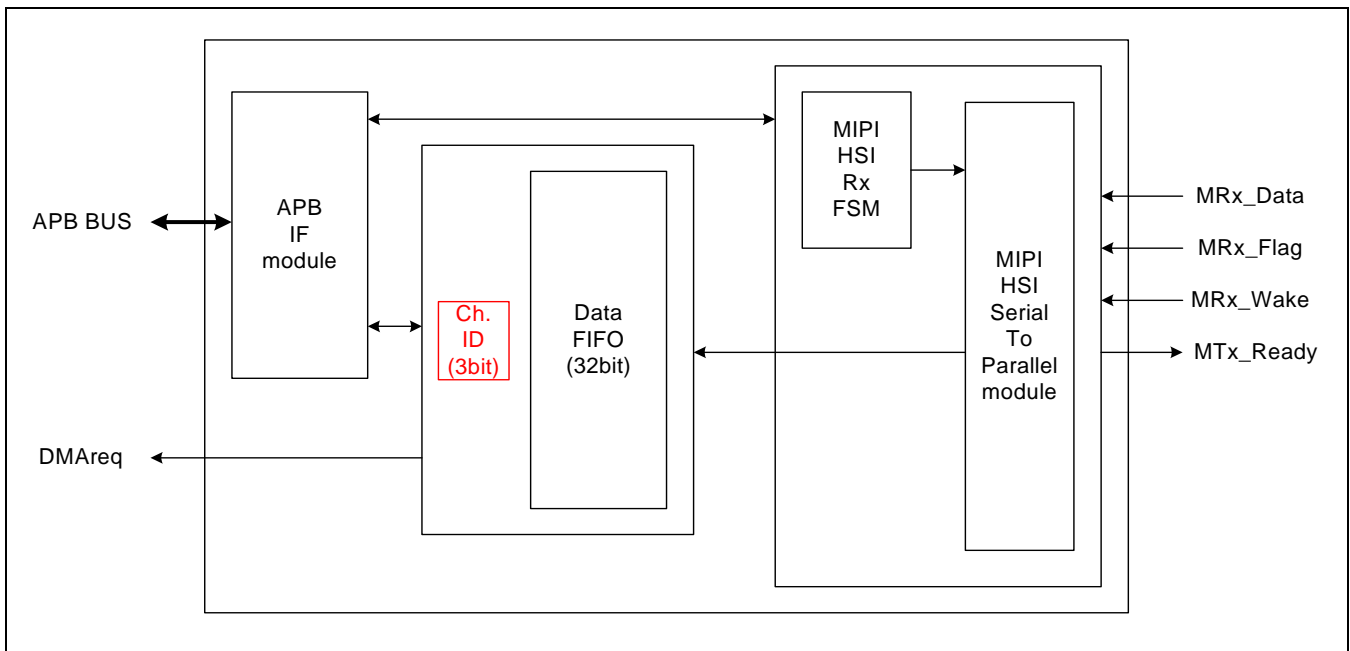 APB BUS
DMAreq
APB
IF
module
Ch.
ID
(3bit)
Data
FIFO
(32bit)
MIPI
HSI
Rx
FSM
MIPI
HSI
Serial
To
Parallel
module
MRx_Data
MRx_Flag
MRx_Wake
MTx_Ready